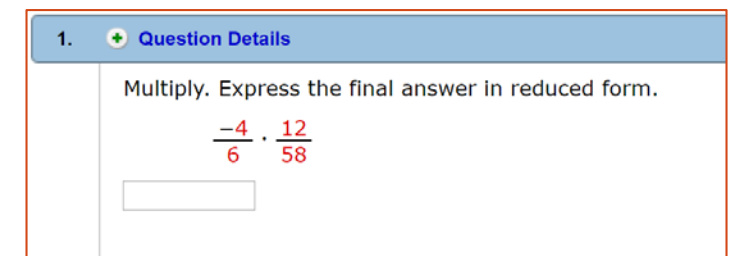 1. Question Details
Multiply. Express the final answer in reduced form.
−4/6 · 12/58